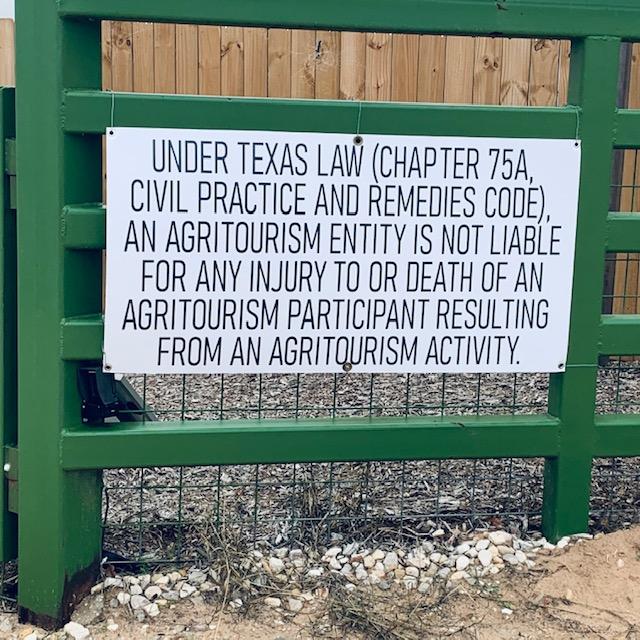 UNDER TEXAS LAW (CHAPTER 75A,
CIVIL PRACTICE AND REMEDIES CODE),
AN AGRITOURISM ENTITY IS NOT LIABLE
FOR ANY INJURY TO OR DEATH OF AN
AGRITOURISM PARTICIPANT RESULTING
FROM AN AGRITOURISM ACTIVITY.